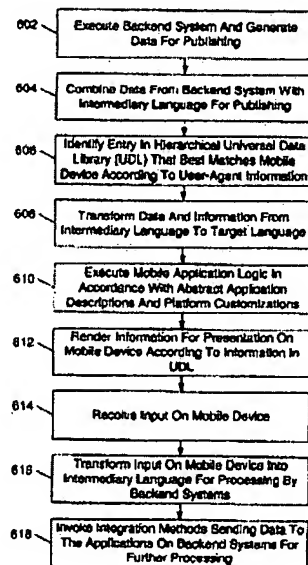 602
Execute Backend System And Generate
Data For Publishing
604
Combine Data From Backend System With
Intermediary Language For Publishing
606
Identify Entry In Hierarchical Universal Data
Library (UDL) That Best Matches Mobile
Device According To User-Agent Information
608
Transform Data And Information From
Intermediary Language To Target Language
610
Execute Mobile Application Logic In
Accordance With Abstract Application
Descriptions And Platform Customizations
612
Render Information For Presentation On
Mobile Device According To Information In
UDL
614
Receive Input On Mobile Device
616
Transform Input On Mobile Device Into
Intermediary Language For Processing By
Backend Systems
618
Invoke Integration Methods Sending Data To
The Applications On Backend Systems For
Further Processing